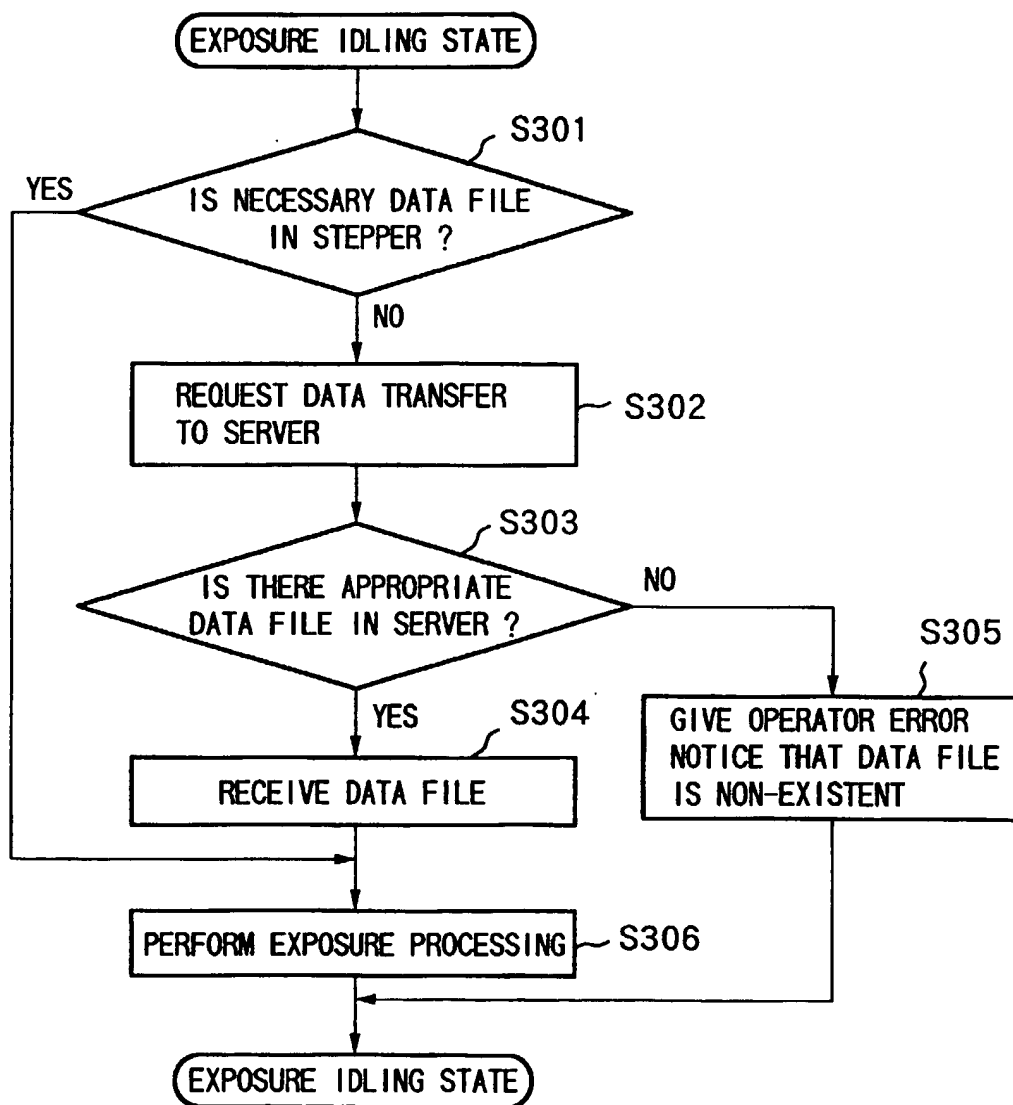 EXPOSURE IDLING STATE
S301
YES
IS NECESSARY DATA FILE
IN STEPPER ?
NO
REQUEST DATA TRANSFER
TO SERVER
S302
S303
IS THERE APPROPRIATE
DATA FILE IN SERVER ?
NO
S305
YES
S304
GIVE OPERATOR ERROR
NOTICE THAT DATA FILE
IS NON-EXISTENT
RECEIVE DATA FILE
PERFORM EXPOSURE PROCESSING
S306
EXPOSURE IDLING STATE